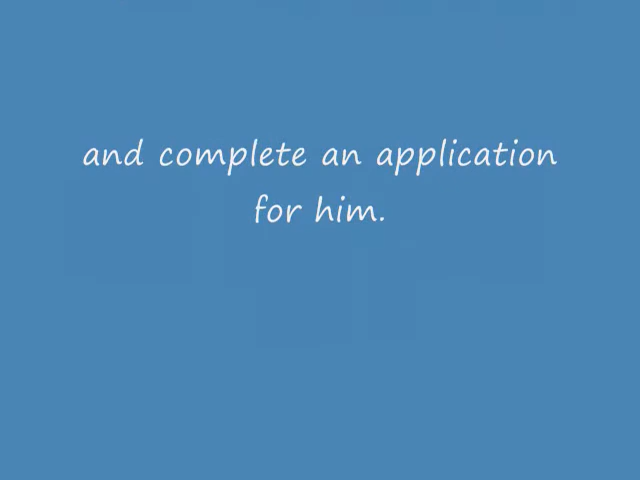 and complete an application
for him.